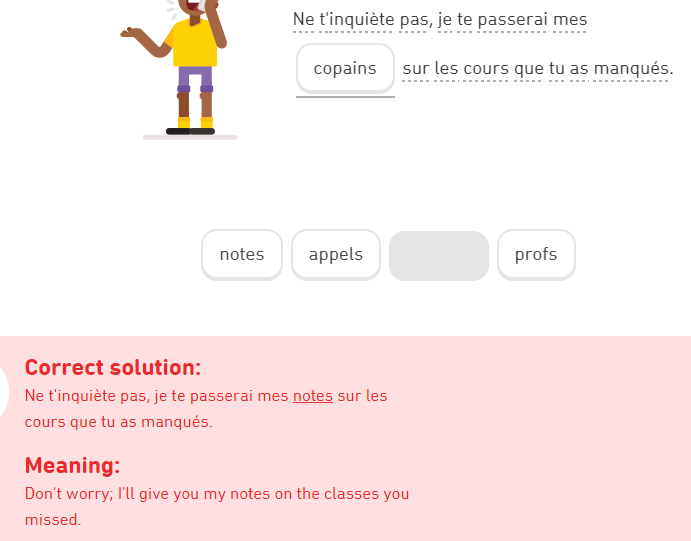 Ne t'inquiète pas, je te passerai mes
copains sur les cours que tu as manqués.
notes appels profs
Correct solution:
Ne t'inquiète pas, je te passerai mes notes sur les
cours que tu as manqués.
Meaning:
Don't worry; I'll give you my notes on the classes you
missed.